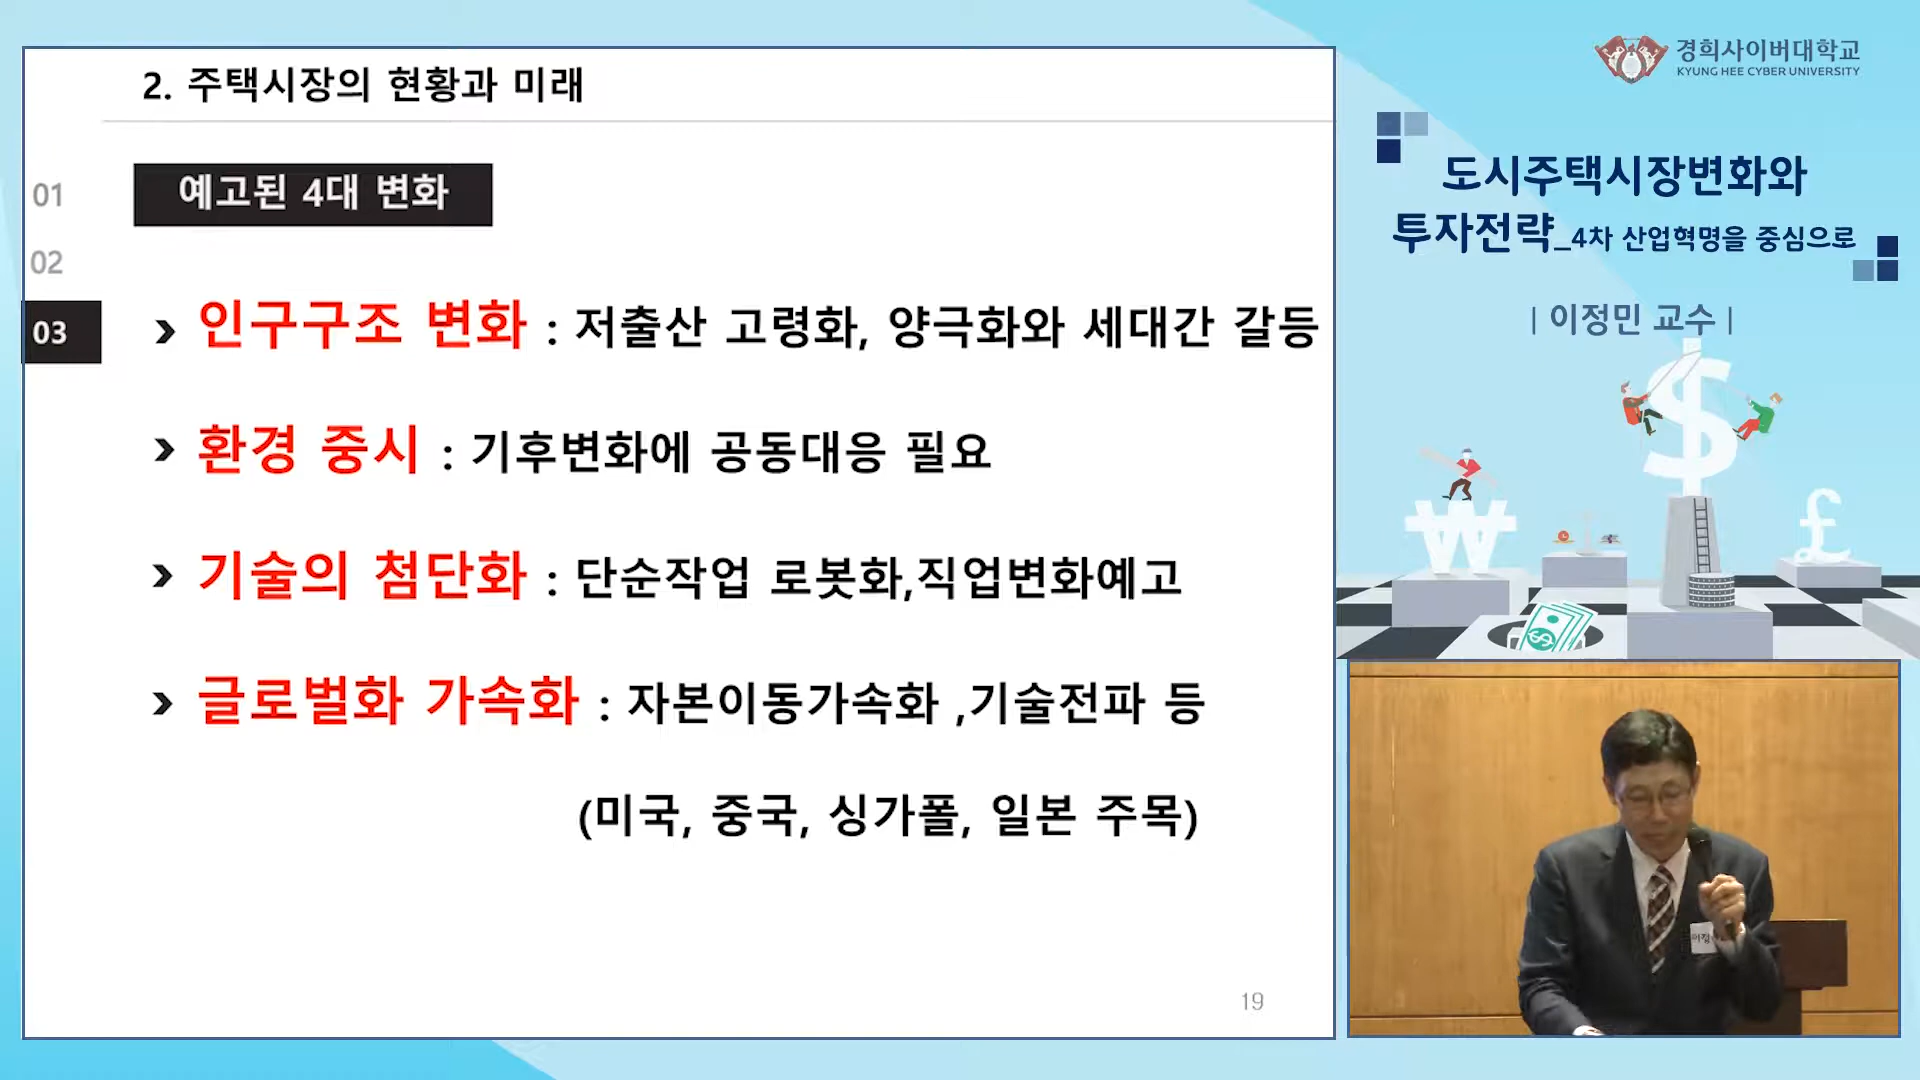 2. 주택시장의 현황과 미래
01
예고된 4대 변화
02
03
› 인구구조 변화 : 저출산 고령화, 양극화와 세대간 갈등
› 환경 중시 : 기후변화에 공동대응 필요
› 기술의 첨단화 : 단순작업 로봇화,직업변화예고
› 글로벌화 가속화 : 자본이동가속화 ,기술전파 등
(미국, 중국, 싱가폴, 일본 주목)
19
경희사이버대학교
KYUNG HEE CYBER UNIVERSITY
도시주택시장변화와
투자전략_4차 산업혁명을 중심으로
| 이정민 교수 |
$
₩
£
$